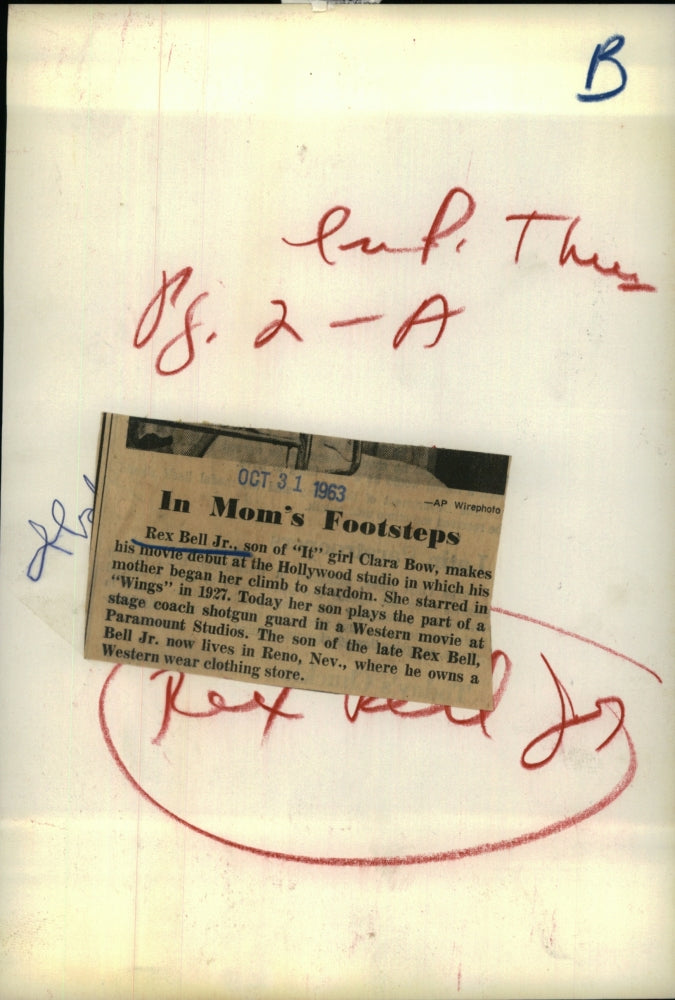 B
Thurs
Pg. 2 - A
OCT 31 1963
—AP Wirephoto
In Mom's Footsteps
Rex Bell Jr., son of "It" girl Clara Bow, makes
his movie debut at the Hollywood studio in which his
mother began her climb to stardom. She starred in
"Wings" in 1927. Today her son plays the part of a
stage coach shotgun guard in a Western movie at
Paramount Studios. The son of the late Rex Bell,
Bell Jr. now lives in Reno, Nev., where he owns a
Western wear clothing store.
Rex Bell Jr